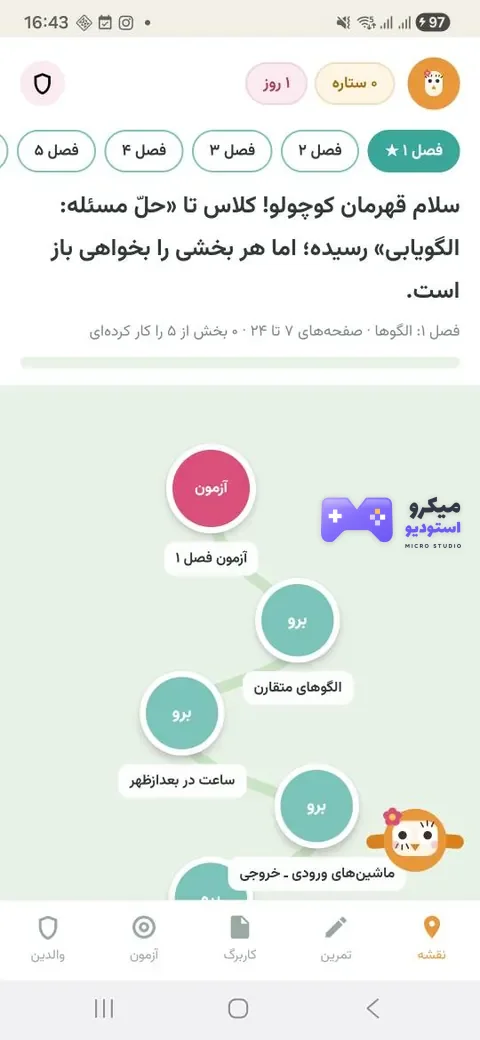 16:43
97
۰ ستاره
۱ روز
فصل ۱ ★
فصل ۲
فصل ۳
فصل ۴
فصل ۵
سلام قهرمان کوچولو! کلاس تا «حلّ مسئله:
الگویابی» رسیده؛ اما هر بخشی را بخواهی باز
است.
فصل ۱: الگوها · صفحه‌های ۷ تا ۲۴ · ۰ بخش از ۵ را کار کرده‌ای
آزمون
آزمون فصل ۱
میکرو
استودیو
MICRO STUDIO
برو
الگوهای متقارن
برو
ساعت در بعدازظهر
برو
ماشین‌های ورودی ـ خروجی
برو
نقشه
تمرین
کاربرگ
آزمون
والدین